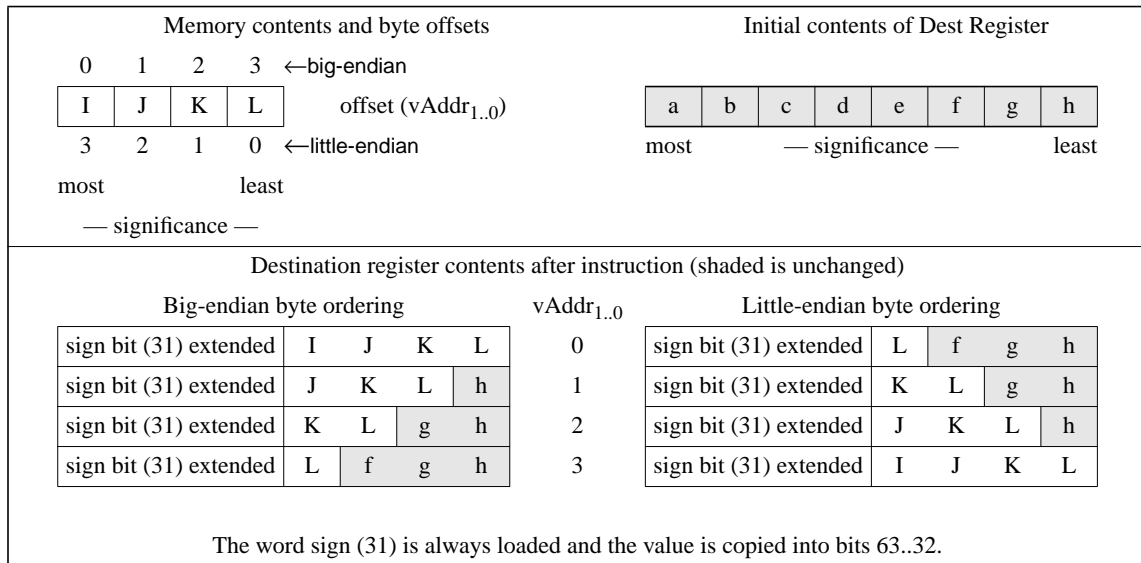 Memory contents and byte offsets
Initial contents of Dest Register
0 1 2 3 ←big-endian
I J K L offset (vAddr1..0)
a b c d e f g h
3 2 1 0 ←little-endian
most — significance — least
most least
— significance —
Destination register contents after instruction (shaded is unchanged)
Big-endian byte ordering vAddr1..0 Little-endian byte ordering
sign bit (31) extended I J K L 0 sign bit (31) extended L f g h
sign bit (31) extended J K L h 1 sign bit (31) extended K L g h
sign bit (31) extended K L g h 2 sign bit (31) extended J K L h
sign bit (31) extended L f g h 3 sign bit (31) extended I J K L
The word sign (31) is always loaded and the value is copied into bits 63..32.